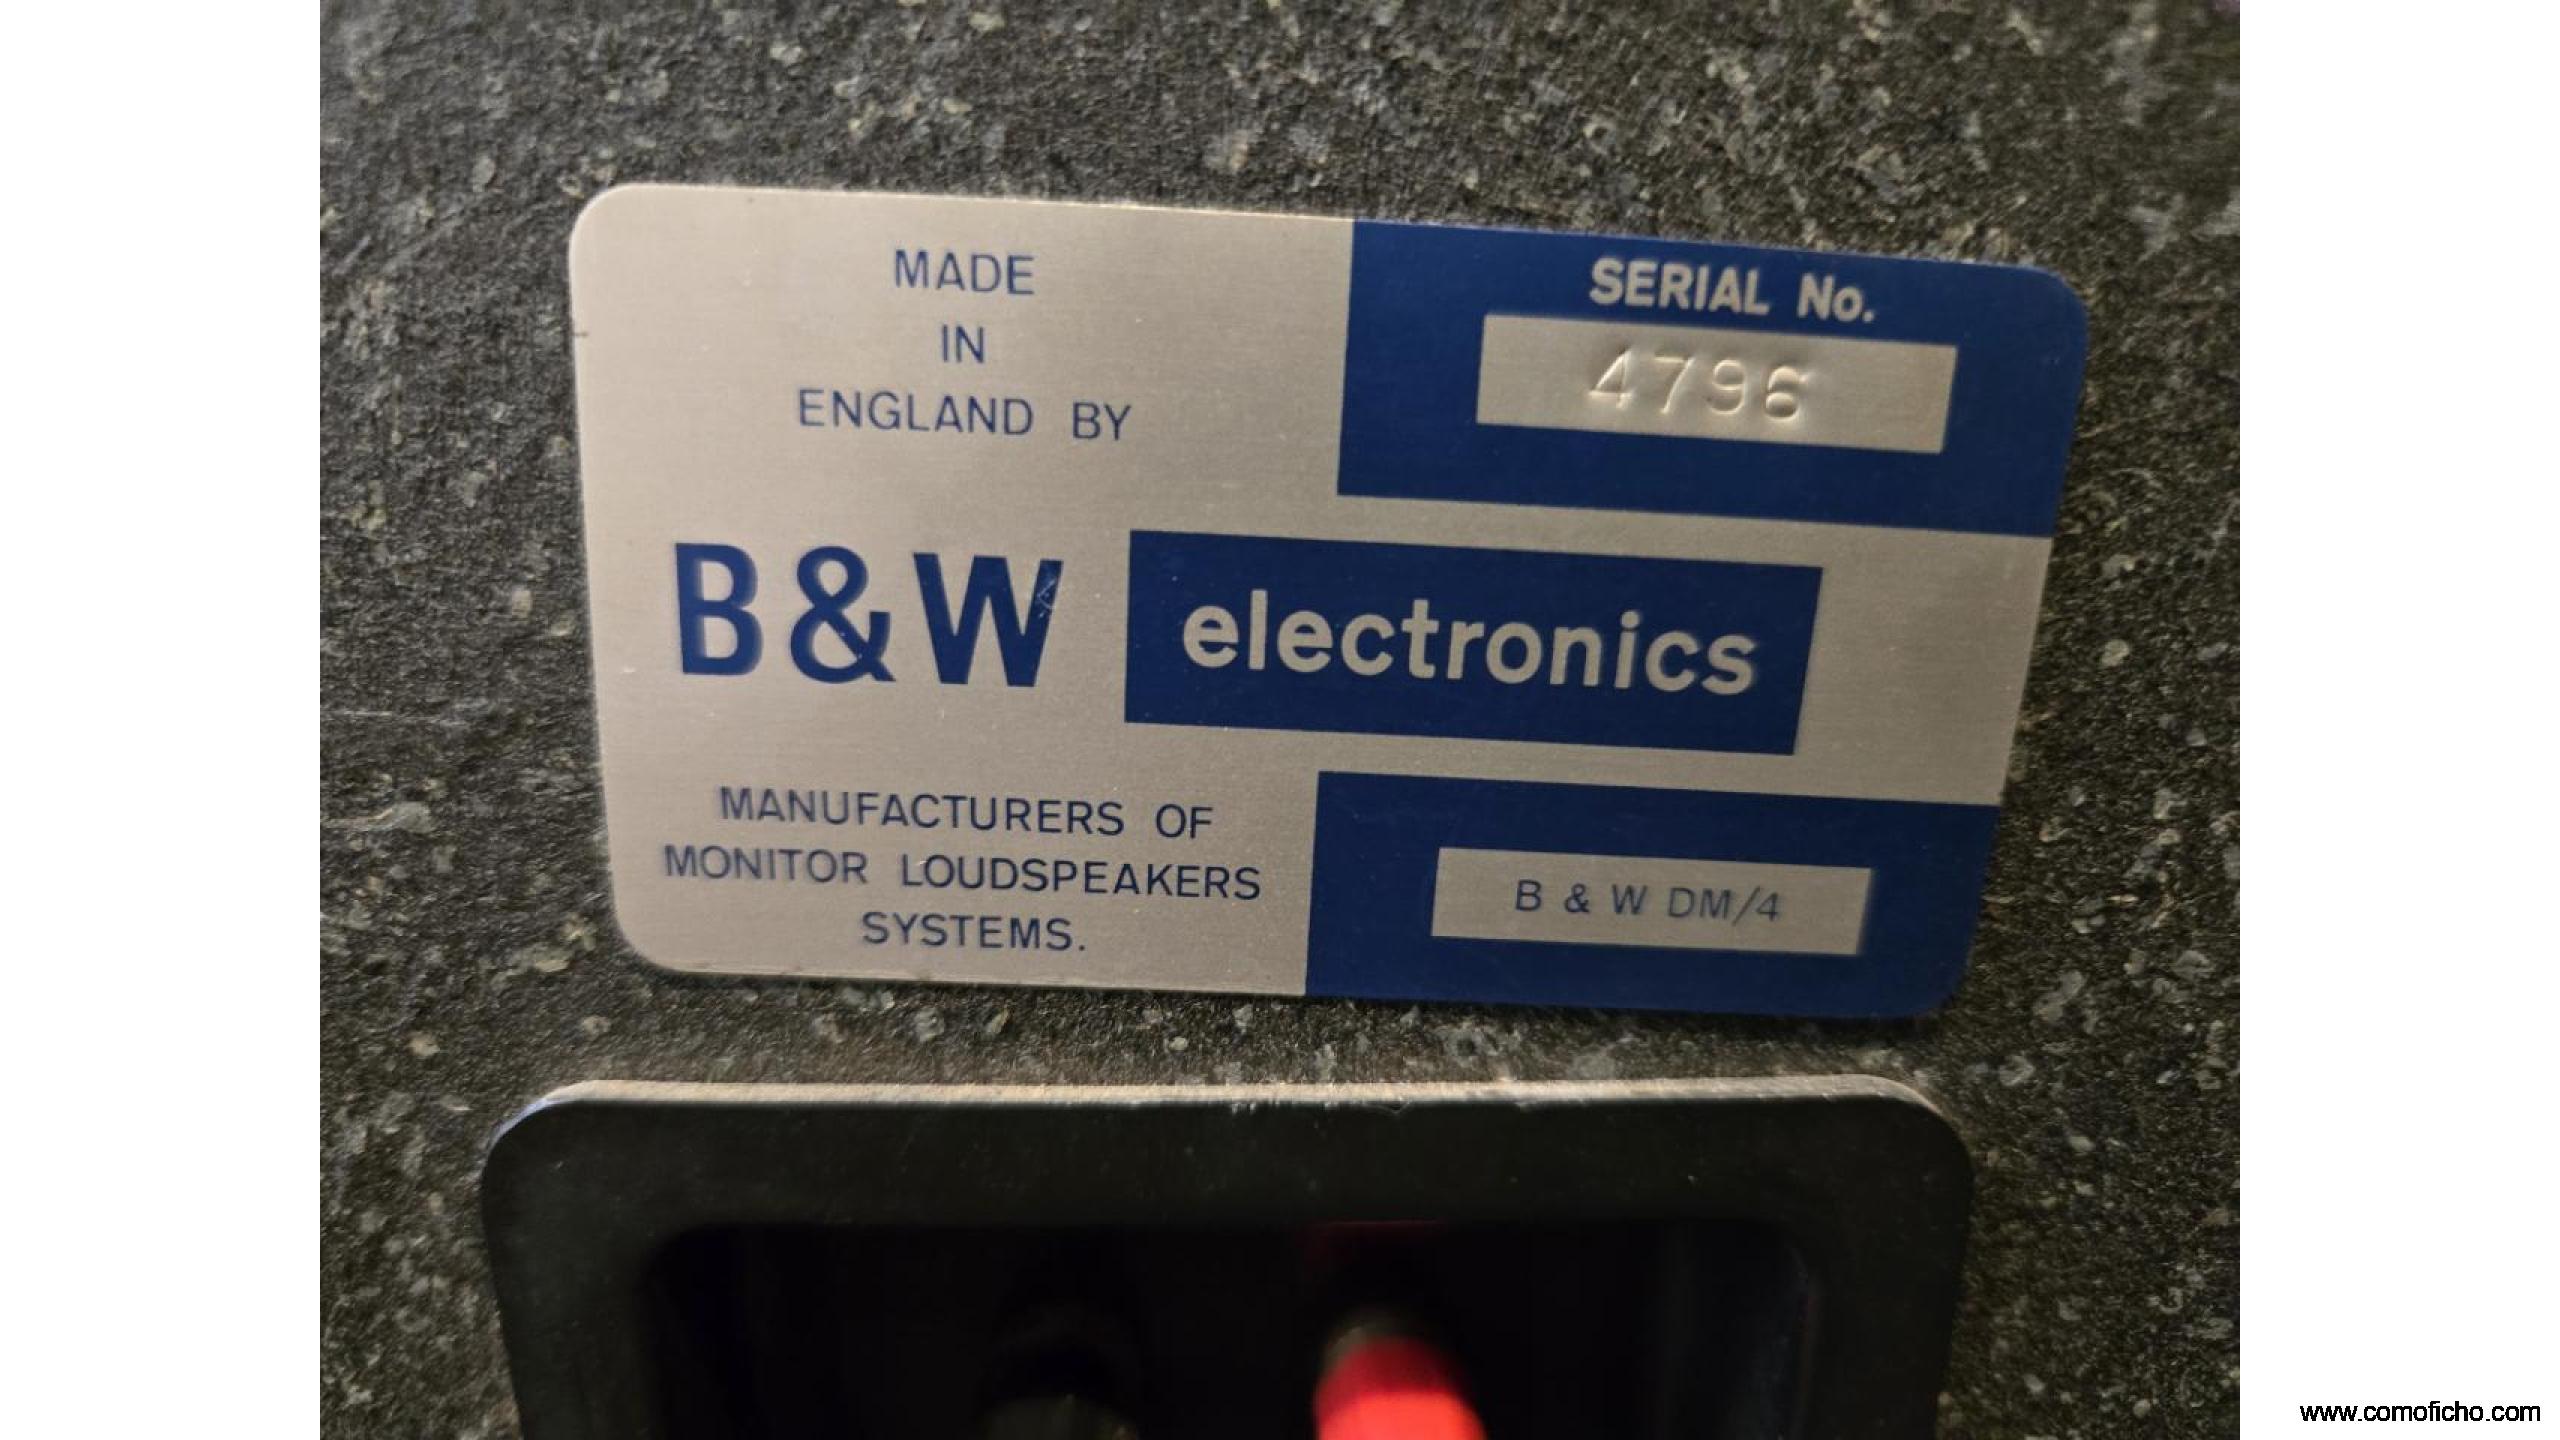 MADE
IN
ENGLAND BY
SERIAL No.
4796
B&W electronics
MANUFACTURERS OF
MONITOR LOUDSPEAKERS
SYSTEMS.
B & W DM/4
www.comoficho.com